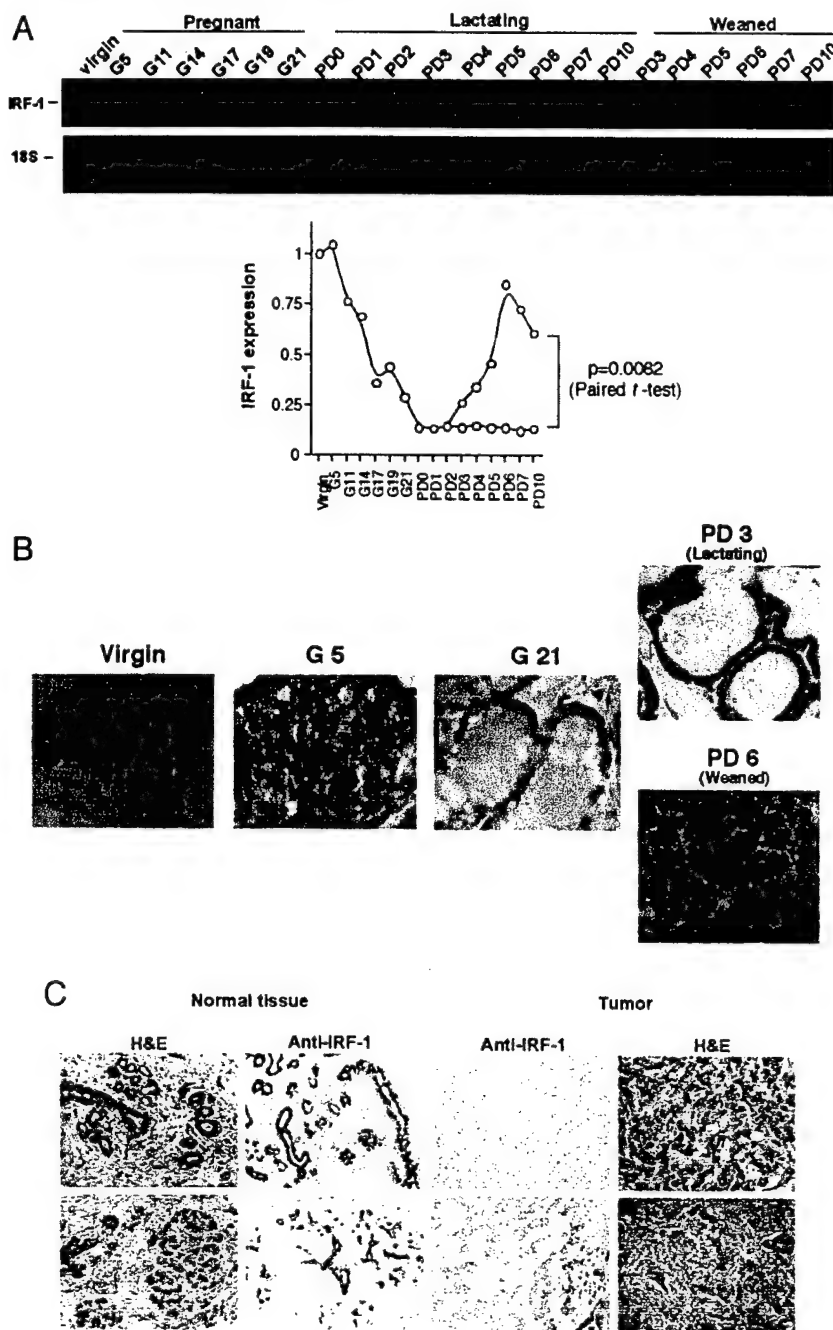 A
Pregnant Lactating Weaned
virgin G5 G11 G14 G17 G19 G21 PD0 PD1 PD2 PD3 PD4 PD5 PD6 PD7 PD10 PD3 PD4 PD5 PD6 PD7 PD10
IRF-1 –
18S –
IRF-1 expression
1
0.75
0.5
0.25
0
p=0.0082
(Paired t-test)
Virgin G5 G11 G14 G17 G19 G21 PD0 PD1 PD2 PD3 PD4 PD5 PD6 PD7 PD10
B
PD 3
(Lactating)
Virgin G 5 G 21
PD 6
(Weaned)
C
Normal tissue Tumor
H&E Anti-IRF-1 Anti-IRF-1 H&E